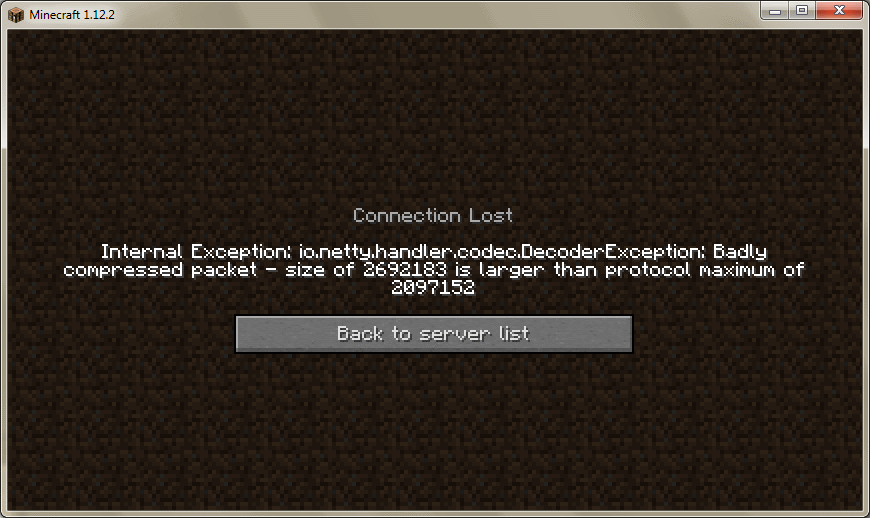 Minecraft 1.12.2
Connection Lost
Internal Exception: io.netty.handler.codec.DecoderException: Badly
compressed packet - size of 2692183 is larger than protocol maximum of
2097152
Back to server list